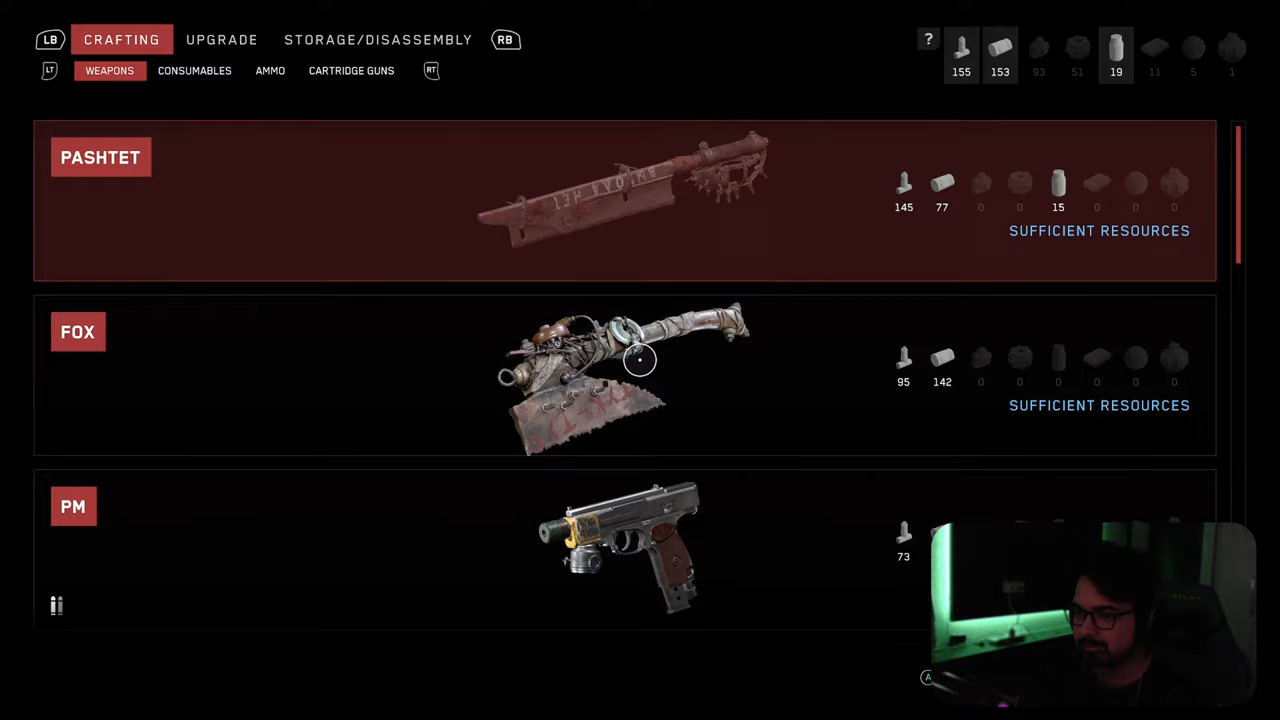 LB CRAFTING UPGRADE STORAGE/DISASSEMBLY RB
LT WEAPONS CONSUMABLES AMMO CARTRIDGE GUNS RT
? 155 153 93 51 19 11 5 1
PASHTET
145 77 0 0 15 0 0 0
SUFFICIENT RESOURCES
FOX
95 142 0 0 0 0 0 0
SUFFICIENT RESOURCES
PM
73
A